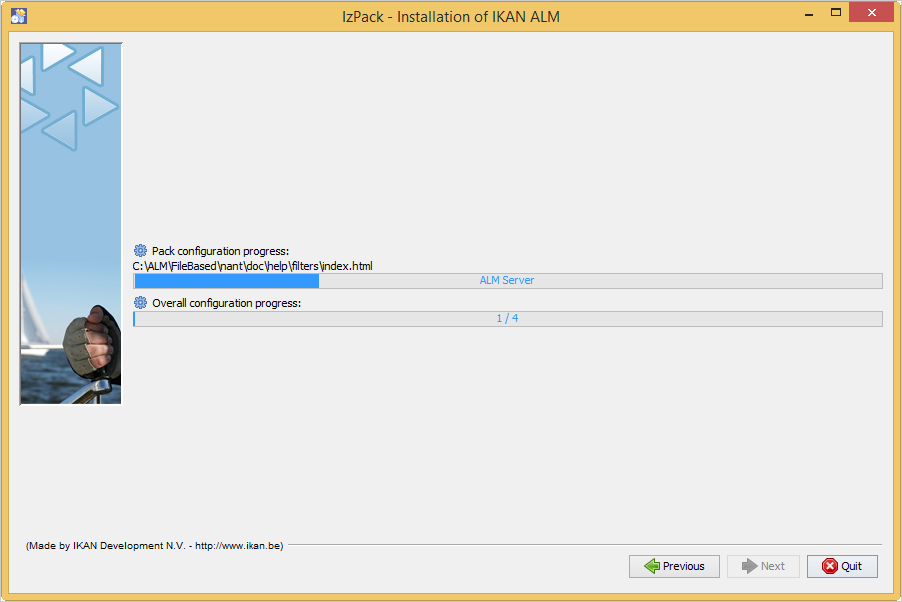 IzPack - Installation of IKAN ALM
Pack configuration progress:
C:\ALM\FileBased\nant\doc\help\filters\index.html
ALM Server
Overall configuration progress:
1 / 4
(Made by IKAN Development N.V. - http://www.ikan.be)
Previous
Next
Quit